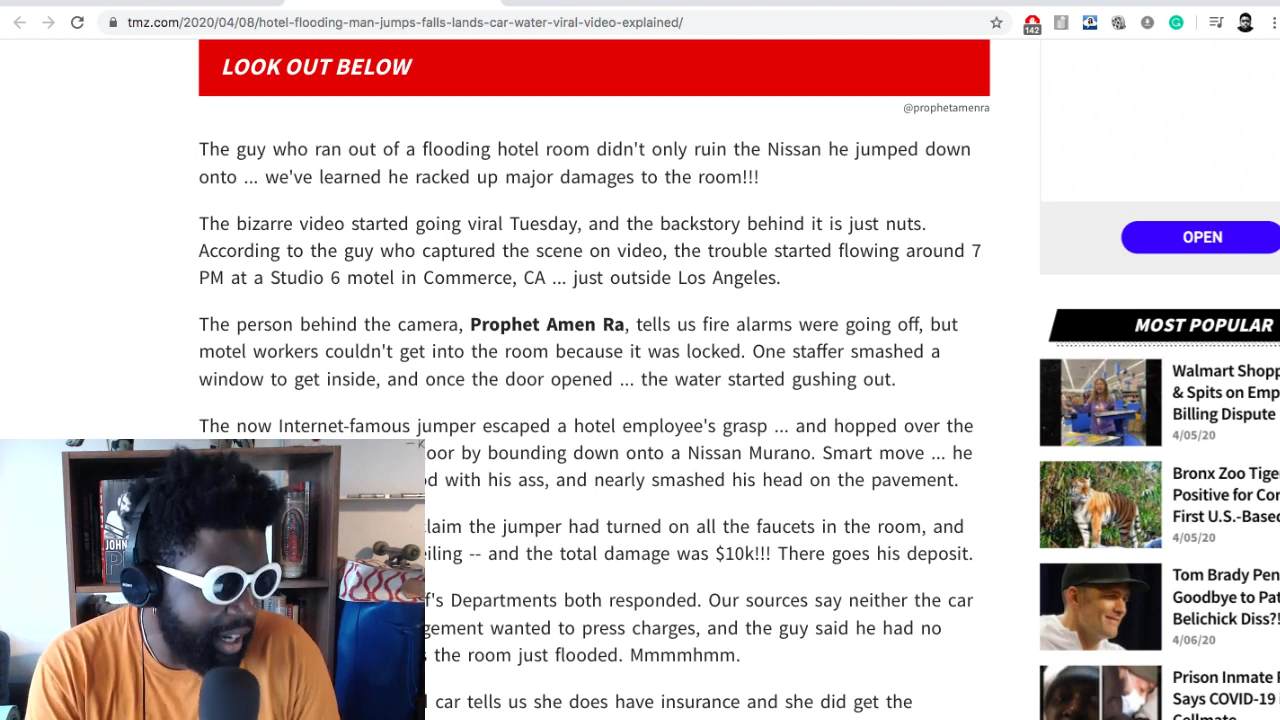 tmz.com/2020/04/08/hotel-flooding-man-jumps-falls-lands-car-water-viral-video-explained/
142
LOOK OUT BELOW
@prophetamenra
The guy who ran out of a flooding hotel room didn't only ruin the Nissan he jumped down
onto ... we've learned he racked up major damages to the room!!!
The bizarre video started going viral Tuesday, and the backstory behind it is just nuts.
According to the guy who captured the scene on video, the trouble started flowing around 7
PM at a Studio 6 motel in Commerce, CA ... just outside Los Angeles.
The person behind the camera, Prophet Amen Ra, tells us fire alarms were going off, but
motel workers couldn't get into the room because it was locked. One staffer smashed a
window to get inside, and once the door opened ... the water started gushing out.
The now Internet-famous jumper escaped a hotel employee's grasp ... and hopped over the
oor by bounding down onto a Nissan Murano. Smart move ... he
d with his ass, and nearly smashed his head on the pavement.
claim the jumper had turned on all the faucets in the room, and
eiling -- and the total damage was $10k!!! There goes his deposit.
f's Departments both responded. Our sources say neither the car
gement wanted to press charges, and the guy said he had no
the room just flooded. Mmmmhmm.
car tells us she does have insurance and she did get the
OPEN
MOST POPULAR
Walmart Shopp
& Spits on Emp
Billing Dispute
4/05/20
Bronx Zoo Tige
Positive for Cor
First U.S.-Based
4/05/20
Tom Brady Pen
Goodbye to Pat
Belichick Diss?!
4/06/20
Prison Inmate P
Says COVID-19
Cellmate
JOHN